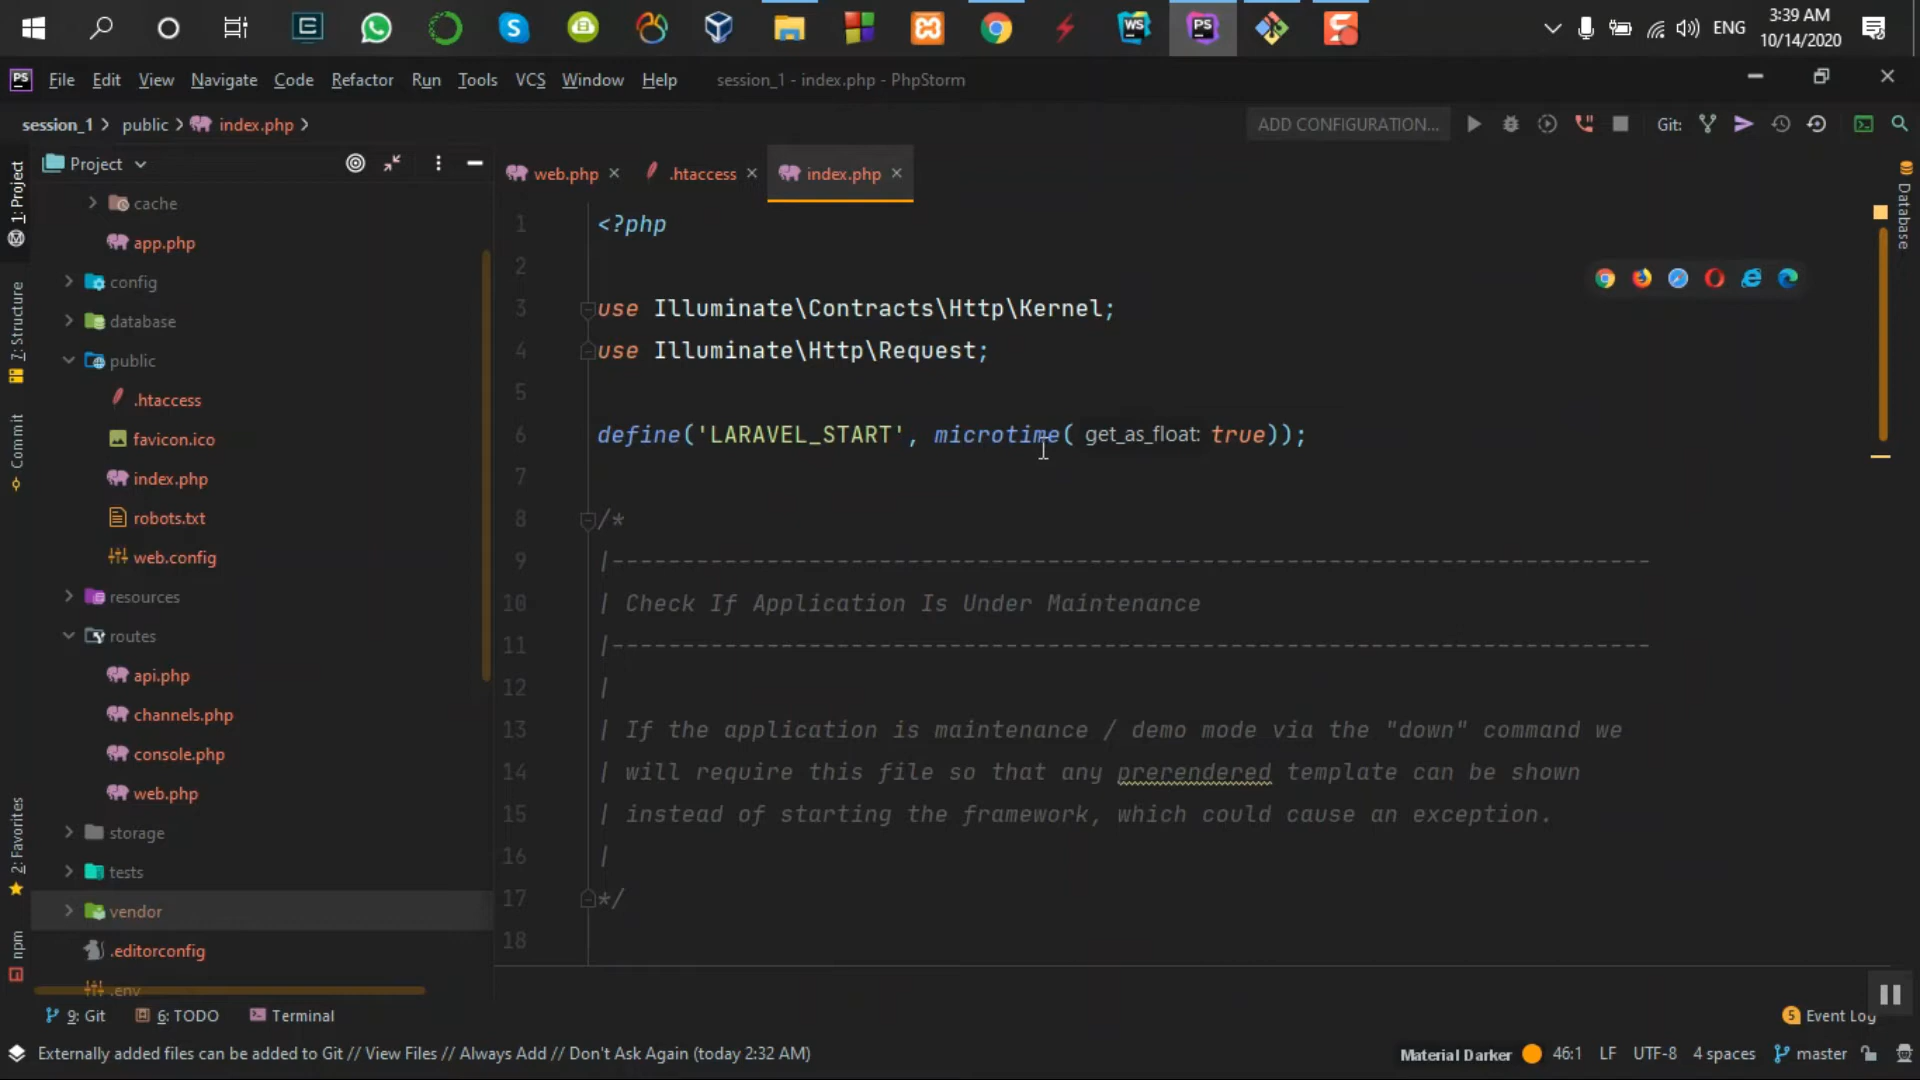 ENG
3:39 AM
10/14/2020
PS File Edit View Navigate Code Refactor Run Tools VCS Window Help session_1 - index.php - PhpStorm
session_1 public index.php
ADD CONFIGURATION... Git:
Project
web.php .htaccess index.php
cache
app.php
config
database
public
.htaccess
favicon.ico
index.php
robots.txt
web.config
resources
routes
api.php
channels.php
console.php
web.php
storage
tests
vendor
.editorconfig
.env
1: Project
7: Structure
Commit
2: Favorites
npm
Database
1 <?php
2
3 use Illuminate\Contracts\Http\Kernel;
4 use Illuminate\Http\Request;
5
6 define('LARAVEL_START', microtime( get_as_float: true));
7
8 /*
9 |--------------------------------------------------------------------------
10 | Check If Application Is Under Maintenance
11 |--------------------------------------------------------------------------
12 |
13 | If the application is maintenance / demo mode via the "down" command we
14 | will require this file so that any prerendered template can be shown
15 | instead of starting the framework, which could cause an exception.
16 |
17 */
18
9: Git 6: TODO Terminal
5 Event Log
Externally added files can be added to Git // View Files // Always Add // Don't Ask Again (today 2:32 AM)
Material Darker 46:1 LF UTF-8 4 spaces master